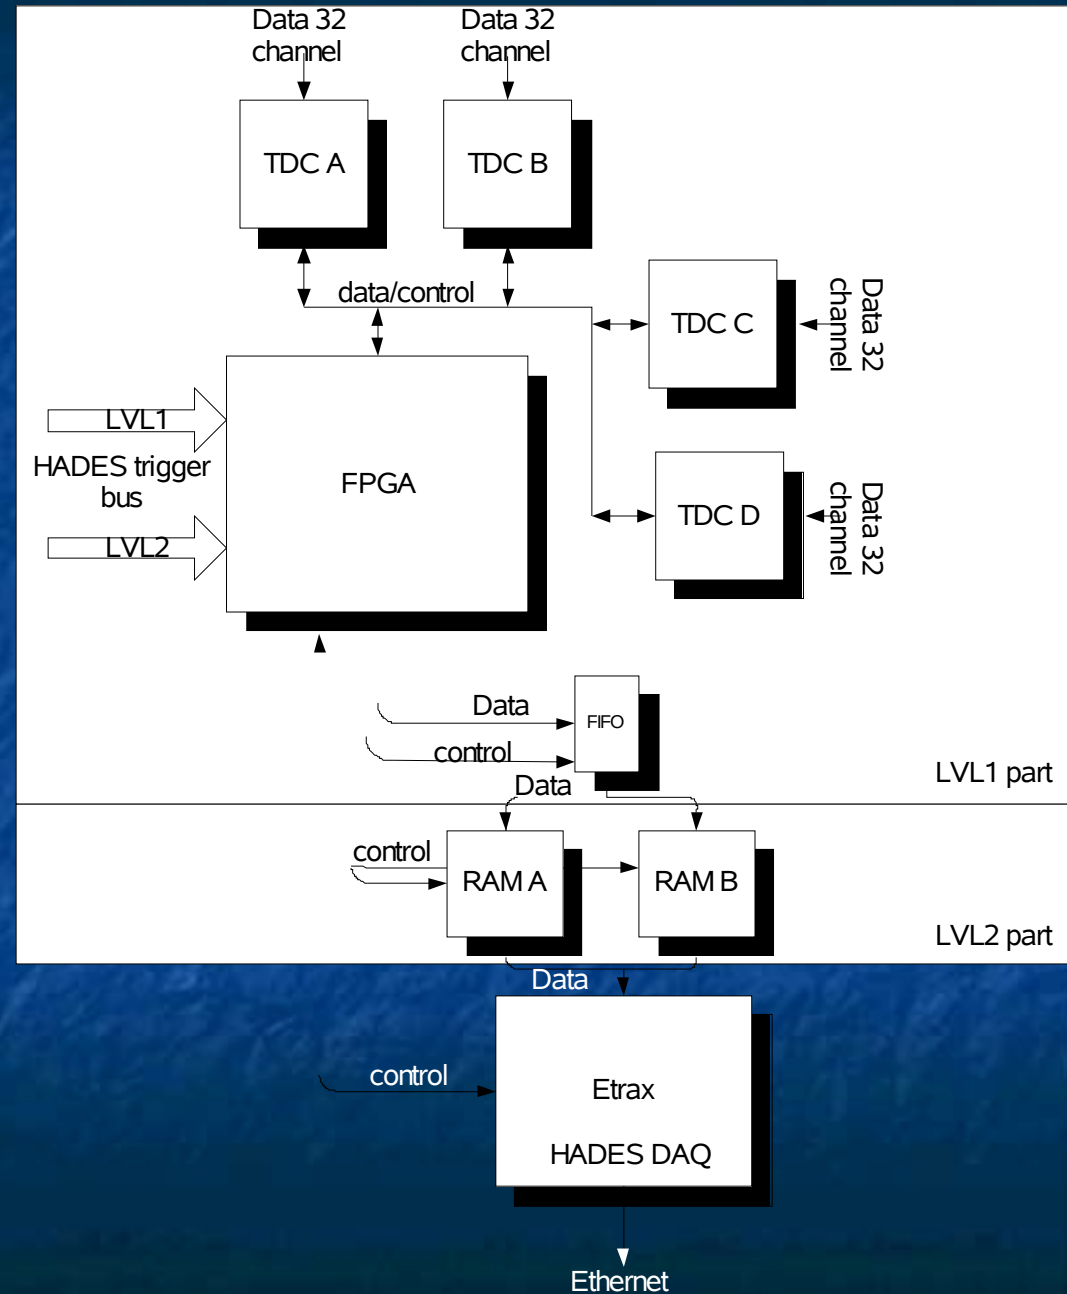 Data 32
channel
Data 32
channel
TDC A
TDC B
data/control
TDC C
Data 32
channel
LVL1
HADES trigger
bus
FPGA
TDC D
Data 32
channel
LVL2
Data
FIFO
control
LVL1 part
Data
control
RAM A
RAM B
LVL2 part
Data
control
Etrax
HADES DAQ
Ethernet